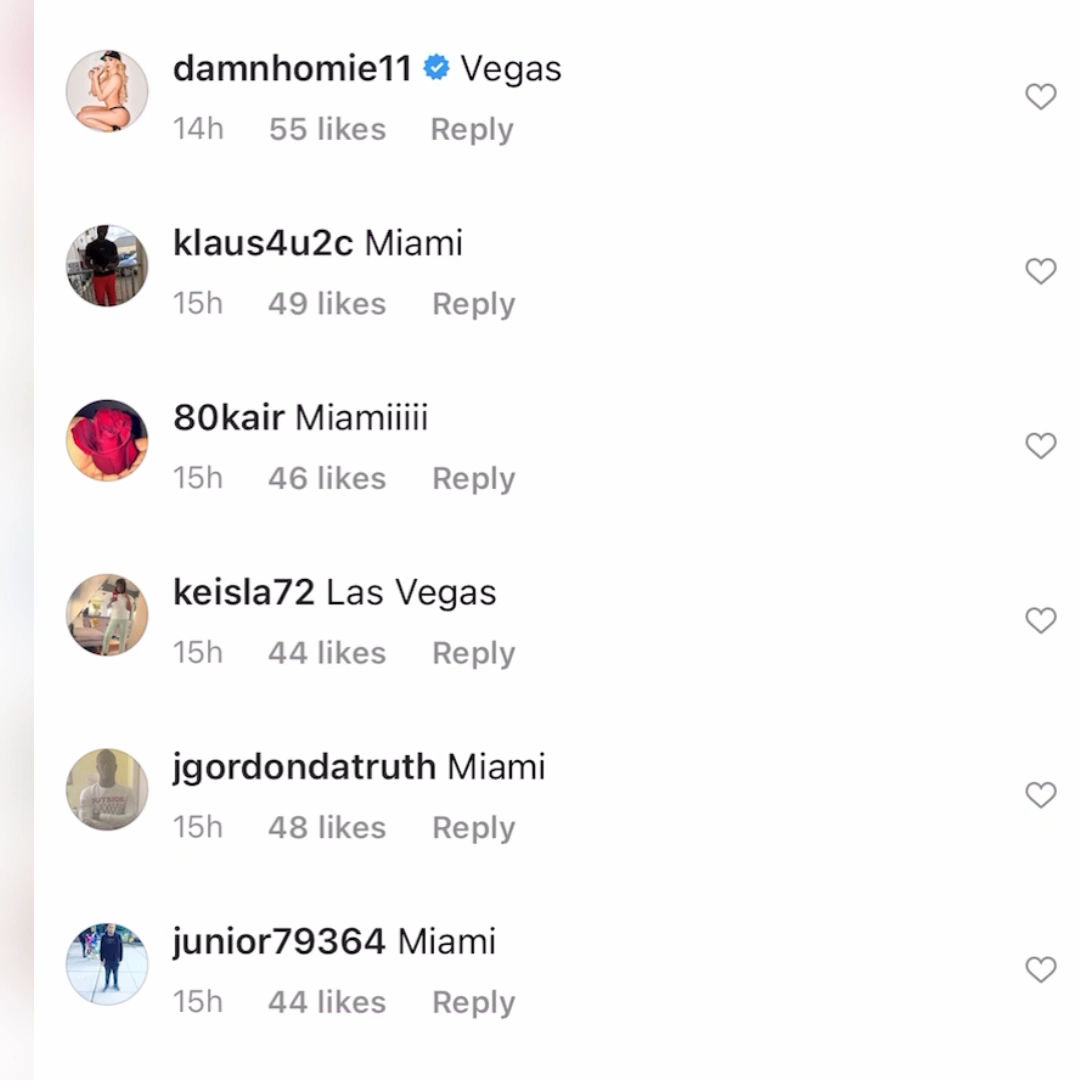 damnhomie11 Vegas
14h 55 likes Reply
klaus4u2c Miami
15h 49 likes Reply
80kair Miamiiiii
15h 46 likes Reply
keisla72 Las Vegas
15h 44 likes Reply
jgordondatruth Miami
15h 48 likes Reply
junior79364 Miami
15h 44 likes Reply